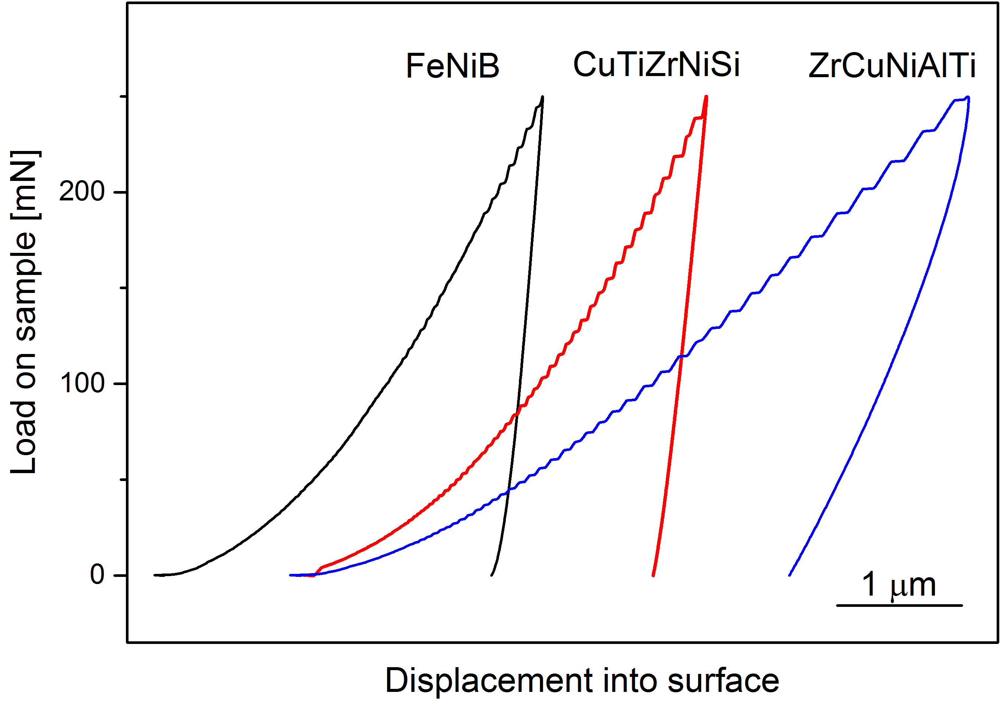 FeNiB
CuTiZrNiSi
ZrCuNiAlTi
Load on sample [mN]
200
100
0
1 μm
Displacement into surface